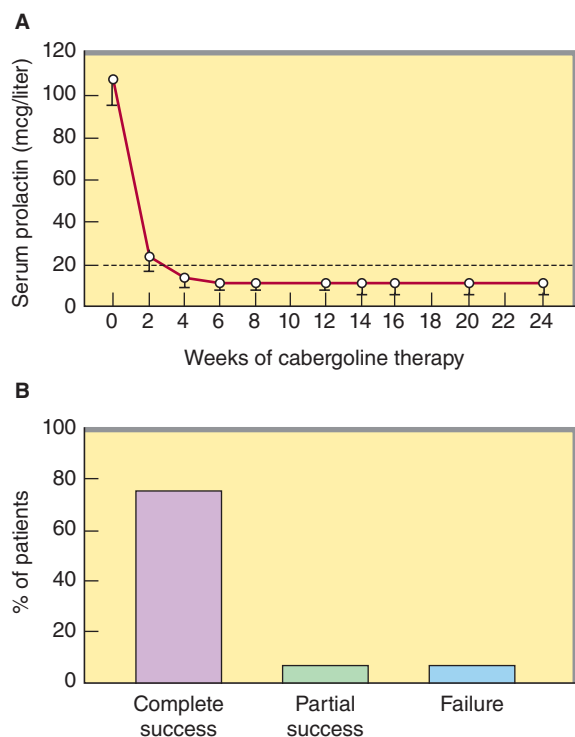 A
Serum prolactin (mcg/liter)
120
100
80
60
40
20
0
0 2 4 6 8 10 12 14 16 18 20 22 24
Weeks of cabergoline therapy
B
% of patients
100
80
60
40
20
0
Complete Partial Failure
success success